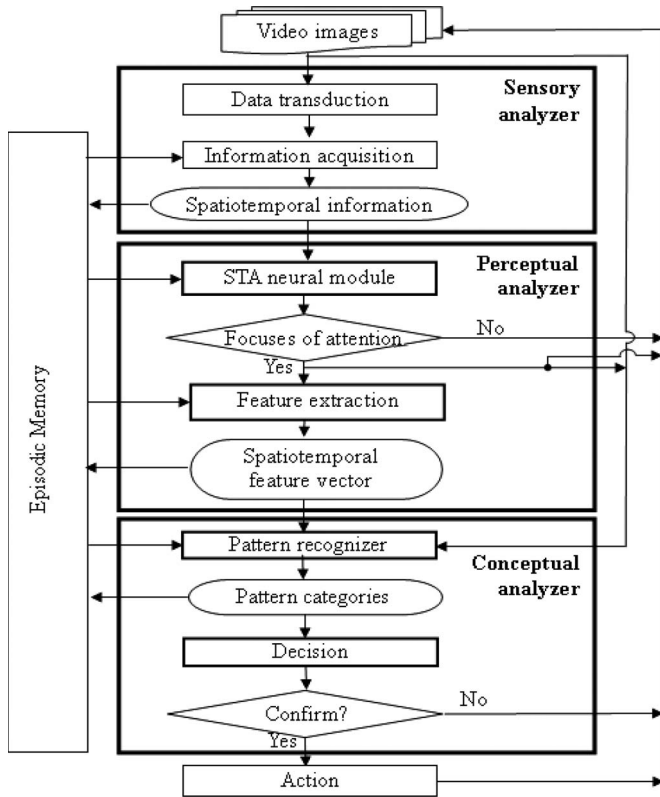 Video images
Sensory
analyzer
Data transduction
Information acquisition
Spatiotemporal information
Perceptual
analyzer
STA neural module
Focuses of attention
No
Yes
Feature extraction
Spatiotemporal
feature vector
Episodic Memory
Conceptual
analyzer
Pattern recognizer
Pattern categories
Decision
Confirm?
No
Yes
Action